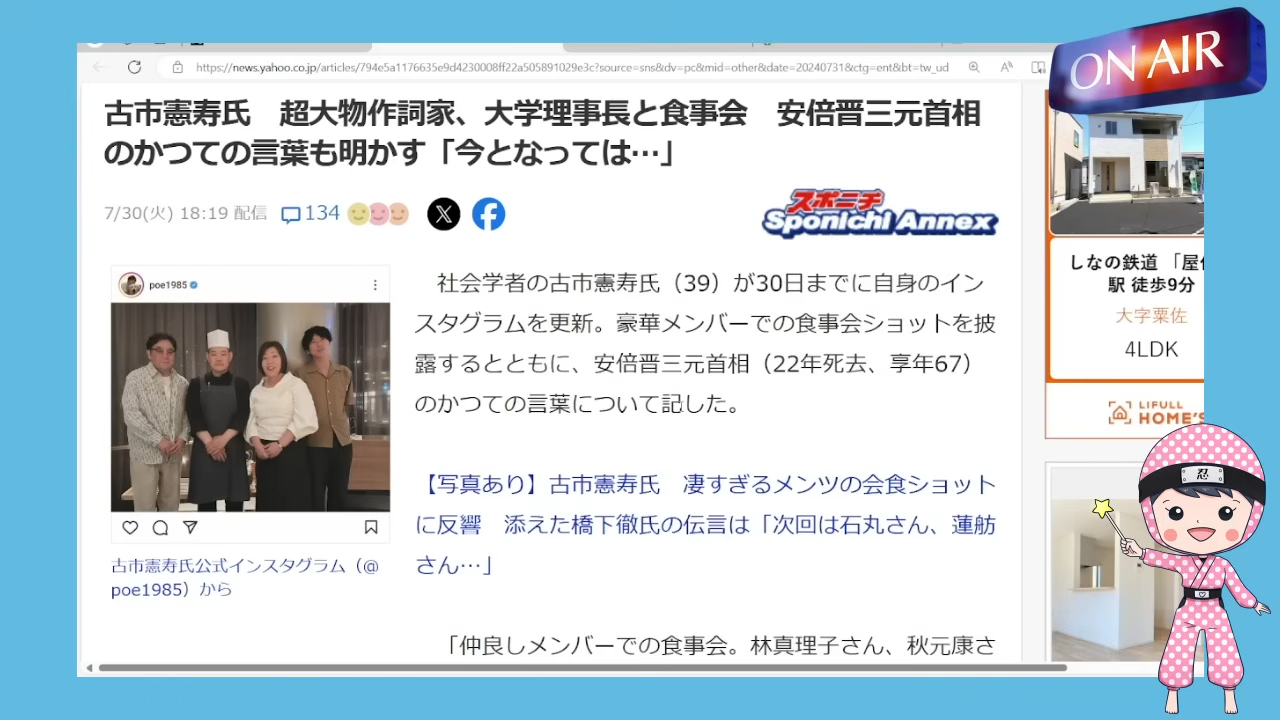 https://news.yahoo.co.jp/articles/794e5a1176635e9d4230008ff22a505891029e3c?source=sns&dv=pc&mid=other&date=20240731&ctg=ent&bt=tw_ud
ON AIR
古市憲寿氏　超大物作詞家、大学理事長と食事会　安倍晋三元首相
のかつての言葉も明かす「今となっては…」
7/30(火) 18:19 配信
134
スポニチ
Sponichi Annex
poe1985
社会学者の古市憲寿氏（39）が30日までに自身のイン
スタグラムを更新。豪華メンバーでの食事会ショットを披
露するとともに、安倍晋三元首相（22年死去、享年67）
のかつての言葉について記した。
【写真あり】古市憲寿氏　凄すぎるメンツの会食ショット
に反響　添えた橋下徹氏の伝言は「次回は石丸さん、蓮舫
さん…」
古市憲寿氏公式インスタグラム（@
poe1985）から
「仲良しメンバーでの食事会。林真理子さん、秋元康さ
しなの鉄道 「屋
駅 徒歩9分
大字粟佐
4LDK
LIFULL
HOME'S
忍